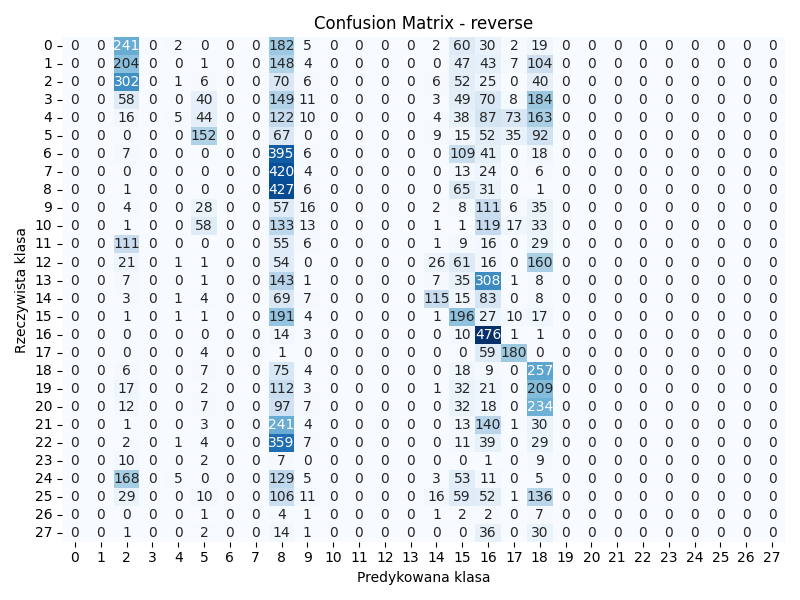 Confusion Matrix - reverse
Rzeczywista klasa
0 0 0 241 0 2 0 0 0 182 5 0 0 0 0 2 60 30 2 19 0 0 0 0 0 0 0 0 0
1 0 0 204 0 0 1 0 0 148 4 0 0 0 0 0 47 43 7 104 0 0 0 0 0 0 0 0 0
2 0 0 302 0 1 6 0 0 70 6 0 0 0 0 6 52 25 0 40 0 0 0 0 0 0 0 0 0
3 0 0 58 0 0 40 0 0 149 11 0 0 0 0 3 49 70 8 184 0 0 0 0 0 0 0 0 0
4 0 0 16 0 5 44 0 0 122 10 0 0 0 0 4 38 87 73 163 0 0 0 0 0 0 0 0 0
5 0 0 0 0 0 152 0 0 67 0 0 0 0 0 9 15 52 35 92 0 0 0 0 0 0 0 0 0
6 0 0 7 0 0 0 0 0 395 6 0 0 0 0 0 109 41 0 18 0 0 0 0 0 0 0 0 0
7 0 0 0 0 0 0 0 0 420 4 0 0 0 0 0 13 24 0 6 0 0 0 0 0 0 0 0 0
8 0 0 1 0 0 0 0 0 427 6 0 0 0 0 0 65 31 0 1 0 0 0 0 0 0 0 0 0
9 0 0 4 0 0 28 0 0 57 16 0 0 0 0 2 8 111 6 35 0 0 0 0 0 0 0 0 0
10 0 0 1 0 0 58 0 0 133 13 0 0 0 0 1 1 119 17 33 0 0 0 0 0 0 0 0 0
11 0 0 111 0 0 0 0 0 55 6 0 0 0 0 1 9 16 0 29 0 0 0 0 0 0 0 0 0
12 0 0 21 0 1 1 0 0 54 0 0 0 0 0 26 61 16 0 160 0 0 0 0 0 0 0 0 0
13 0 0 7 0 0 1 0 0 143 1 0 0 0 0 7 35 308 1 8 0 0 0 0 0 0 0 0 0
14 0 0 3 0 1 4 0 0 69 7 0 0 0 0 115 15 83 0 8 0 0 0 0 0 0 0 0 0
15 0 0 1 0 1 1 0 0 191 4 0 0 0 0 1 196 27 10 17 0 0 0 0 0 0 0 0 0
16 0 0 0 0 0 0 0 0 14 3 0 0 0 0 0 10 476 1 1 0 0 0 0 0 0 0 0 0
17 0 0 0 0 0 4 0 0 1 0 0 0 0 0 0 0 59 180 0 0 0 0 0 0 0 0 0 0
18 0 0 6 0 0 7 0 0 75 4 0 0 0 0 0 18 9 0 257 0 0 0 0 0 0 0 0 0
19 0 0 17 0 0 2 0 0 112 3 0 0 0 0 1 32 21 0 209 0 0 0 0 0 0 0 0 0
20 0 0 12 0 0 7 0 0 97 7 0 0 0 0 0 32 18 0 234 0 0 0 0 0 0 0 0 0
21 0 0 1 0 0 3 0 0 241 4 0 0 0 0 0 13 140 1 30 0 0 0 0 0 0 0 0 0
22 0 0 2 0 1 4 0 0 359 7 0 0 0 0 0 11 39 0 29 0 0 0 0 0 0 0 0 0
23 0 0 10 0 0 2 0 0 7 0 0 0 0 0 0 0 1 0 9 0 0 0 0 0 0 0 0 0
24 0 0 168 0 5 0 0 0 129 5 0 0 0 0 3 53 11 0 5 0 0 0 0 0 0 0 0 0
25 0 0 29 0 0 10 0 0 106 11 0 0 0 0 16 59 52 1 136 0 0 0 0 0 0 0 0 0
26 0 0 0 0 0 1 0 0 4 1 0 0 0 0 1 2 2 0 7 0 0 0 0 0 0 0 0 0
27 0 0 1 0 0 2 0 0 14 1 0 0 0 0 0 0 36 0 30 0 0 0 0 0 0 0 0 0
0 1 2 3 4 5 6 7 8 9 10 11 12 13 14 15 16 17 18 19 20 21 22 23 24 25 26 27
Predykowana klasa